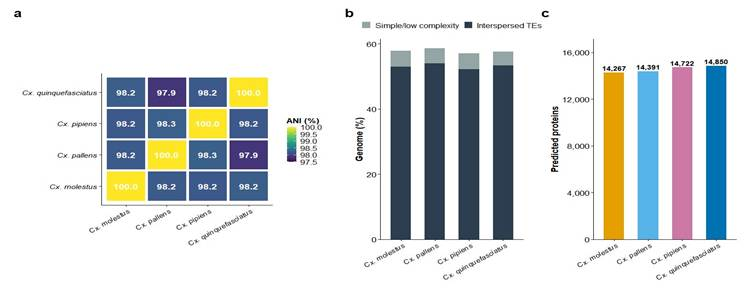 a
Cx. quinquefasciatus
98.2 97.9 98.2 100.0
Cx. pipiens
98.2 98.3 100.0 98.2
Cx. pallens
98.2 100.0 98.3 97.9
Cx. molestus
100.0 98.2 98.2 98.2
Cx. molestus
Cx. pallens
Cx. pipiens
Cx. quinquefasciatus
ANI (%)
100.0
99.5
99.0
98.5
98.0
97.5
b
Simple/low complexity
Interspersed TEs
Genome (%)
60
40
20
0
Cx. molestus
Cx. pallens
Cx. pipiens
Cx. quinquefasciatus
c
Predicted proteins
16,000
12,000
8,000
4,000
0
14,267
14,391
14,722
14,850
Cx. molestus
Cx. pallens
Cx. pipiens
Cx. quinquefasciatus